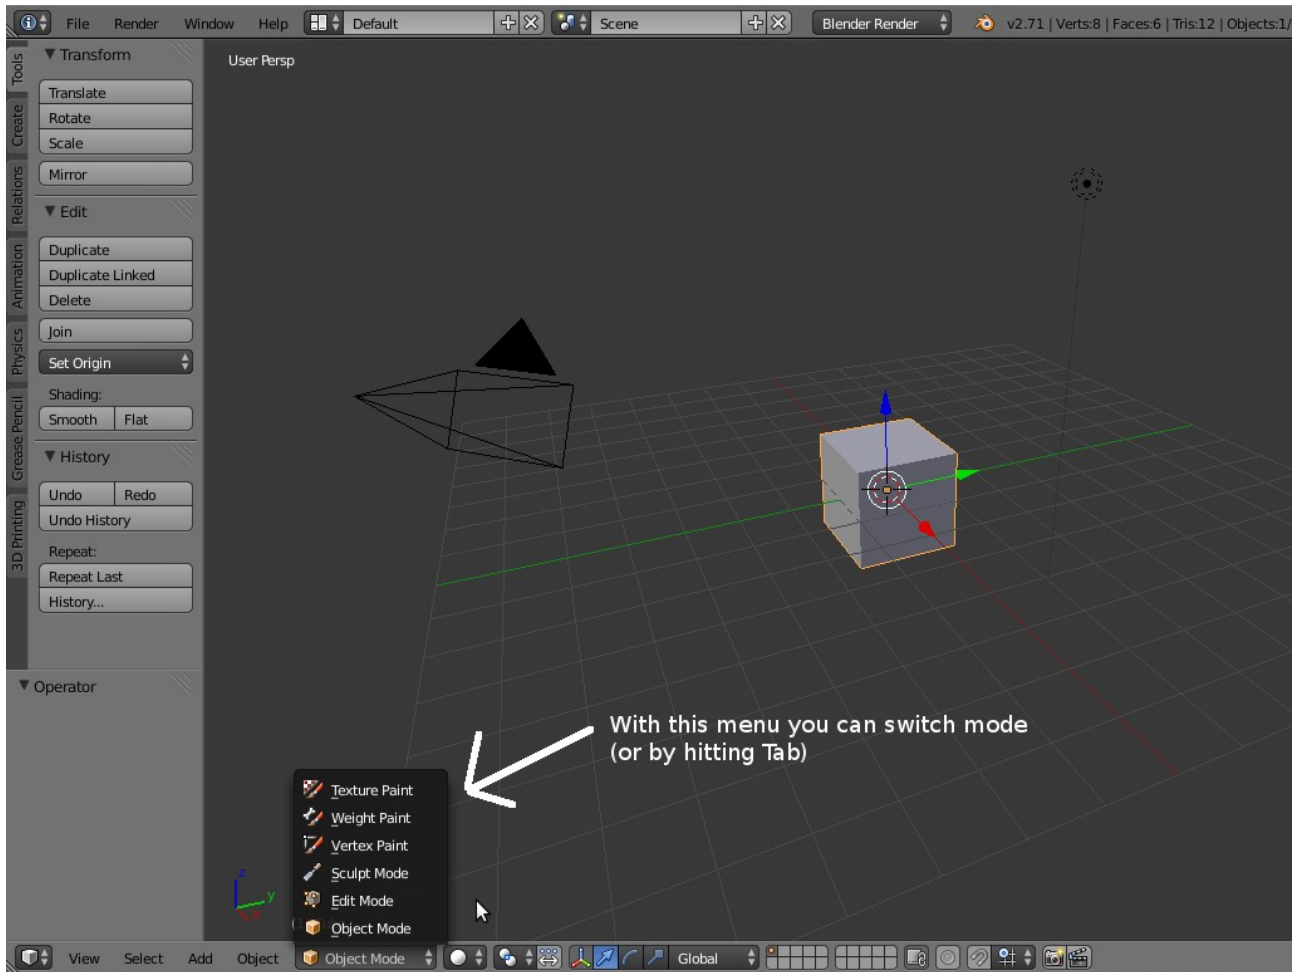 File Render Window Help Default Scene Blender Render v2.71 | Verts:8 | Faces:6 | Tris:12 | Objects:1/
Tools
Create
Relations
Animation
Physics
Grease Pencil
3D Printing
Transform
Translate
Rotate
Scale
Mirror
Edit
Duplicate
Duplicate Linked
Delete
Join
Set Origin
Shading:
Smooth Flat
History
Undo Redo
Undo History
Repeat:
Repeat Last
History...
Operator
User Persp
With this menu you can switch mode
(or by hitting Tab)
Texture Paint
Weight Paint
Vertex Paint
Sculpt Mode
Edit Mode
Object Mode
z
y
x
View Select Add Object Object Mode Global